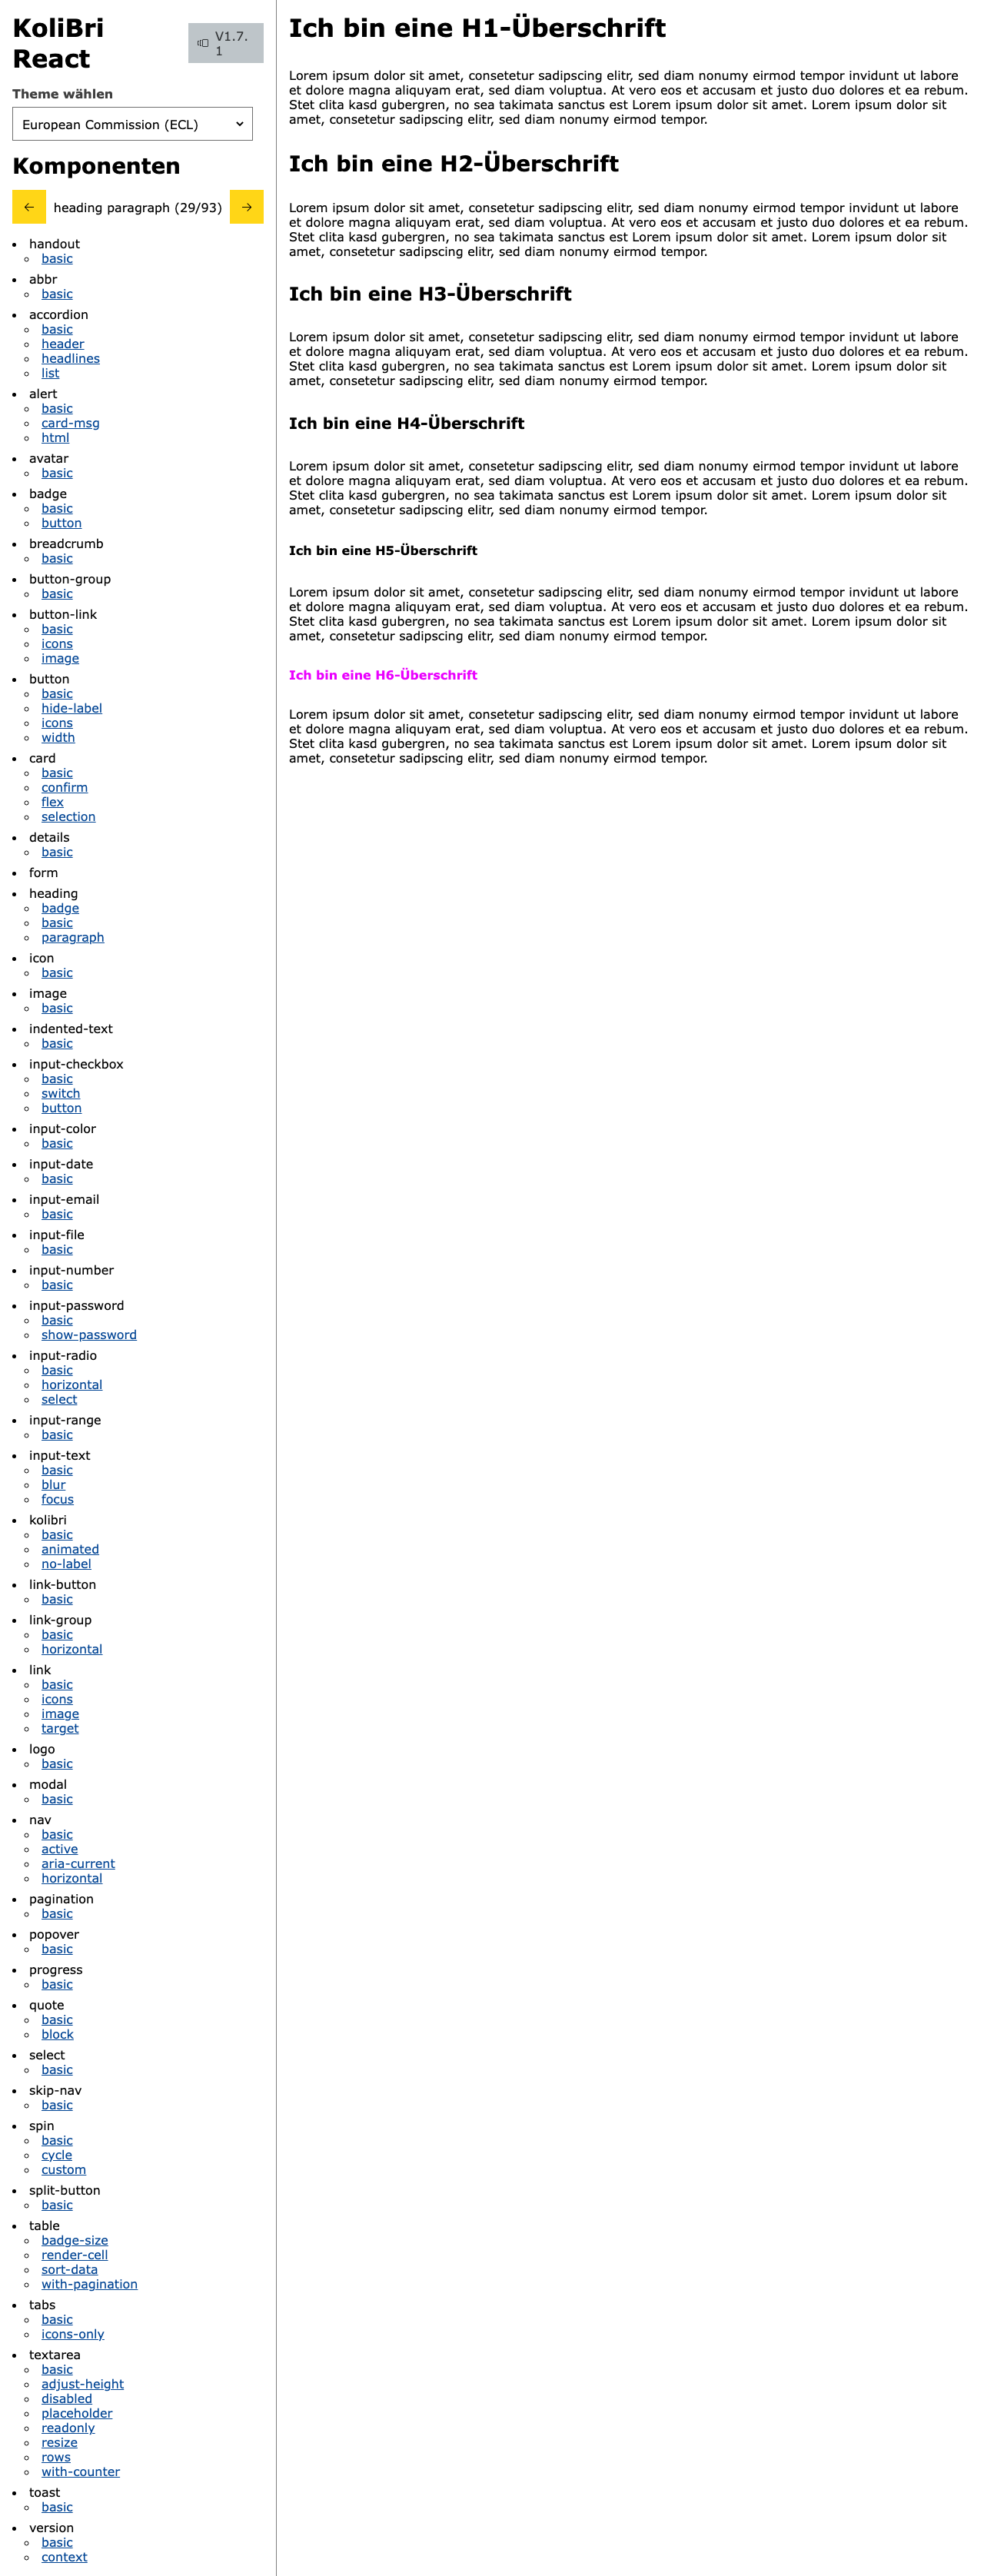 KoliBri
React
V1.7.
1
Theme wählen
European Commission (ECL)
Komponenten
heading paragraph (29/93)
handout
basic
abbr
basic
accordion
basic
header
headlines
list
alert
basic
card-msg
html
avatar
basic
badge
basic
button
breadcrumb
basic
button-group
basic
button-link
basic
icons
image
button
basic
hide-label
icons
width
card
basic
confirm
flex
selection
details
basic
form
heading
badge
basic
paragraph
icon
basic
image
basic
indented-text
basic
input-checkbox
basic
switch
button
input-color
basic
input-date
basic
input-email
basic
input-file
basic
input-number
basic
input-password
basic
show-password
input-radio
basic
horizontal
select
input-range
basic
input-text
basic
blur
focus
kolibri
basic
animated
no-label
link-button
basic
link-group
basic
horizontal
link
basic
icons
image
target
logo
basic
modal
basic
nav
basic
active
aria-current
horizontal
pagination
basic
popover
basic
progress
basic
quote
basic
block
select
basic
skip-nav
basic
spin
basic
cycle
custom
split-button
basic
table
badge-size
render-cell
sort-data
with-pagination
tabs
basic
icons-only
textarea
basic
adjust-height
disabled
placeholder
readonly
resize
rows
with-counter
toast
basic
version
basic
context
Ich bin eine H1-Überschrift
Lorem ipsum dolor sit amet, consetetur sadipscing elitr, sed diam nonumy eirmod tempor invidunt ut labore
et dolore magna aliquyam erat, sed diam voluptua. At vero eos et accusam et justo duo dolores et ea rebum.
Stet clita kasd gubergren, no sea takimata sanctus est Lorem ipsum dolor sit amet. Lorem ipsum dolor sit
amet, consetetur sadipscing elitr, sed diam nonumy eirmod tempor.
Ich bin eine H2-Überschrift
Lorem ipsum dolor sit amet, consetetur sadipscing elitr, sed diam nonumy eirmod tempor invidunt ut labore
et dolore magna aliquyam erat, sed diam voluptua. At vero eos et accusam et justo duo dolores et ea rebum.
Stet clita kasd gubergren, no sea takimata sanctus est Lorem ipsum dolor sit amet. Lorem ipsum dolor sit
amet, consetetur sadipscing elitr, sed diam nonumy eirmod tempor.
Ich bin eine H3-Überschrift
Lorem ipsum dolor sit amet, consetetur sadipscing elitr, sed diam nonumy eirmod tempor invidunt ut labore
et dolore magna aliquyam erat, sed diam voluptua. At vero eos et accusam et justo duo dolores et ea rebum.
Stet clita kasd gubergren, no sea takimata sanctus est Lorem ipsum dolor sit amet. Lorem ipsum dolor sit
amet, consetetur sadipscing elitr, sed diam nonumy eirmod tempor.
Ich bin eine H4-Überschrift
Lorem ipsum dolor sit amet, consetetur sadipscing elitr, sed diam nonumy eirmod tempor invidunt ut labore
et dolore magna aliquyam erat, sed diam voluptua. At vero eos et accusam et justo duo dolores et ea rebum.
Stet clita kasd gubergren, no sea takimata sanctus est Lorem ipsum dolor sit amet. Lorem ipsum dolor sit
amet, consetetur sadipscing elitr, sed diam nonumy eirmod tempor.
Ich bin eine H5-Überschrift
Lorem ipsum dolor sit amet, consetetur sadipscing elitr, sed diam nonumy eirmod tempor invidunt ut labore
et dolore magna aliquyam erat, sed diam voluptua. At vero eos et accusam et justo duo dolores et ea rebum.
Stet clita kasd gubergren, no sea takimata sanctus est Lorem ipsum dolor sit amet. Lorem ipsum dolor sit
amet, consetetur sadipscing elitr, sed diam nonumy eirmod tempor.
Ich bin eine H6-Überschrift
Lorem ipsum dolor sit amet, consetetur sadipscing elitr, sed diam nonumy eirmod tempor invidunt ut labore
et dolore magna aliquyam erat, sed diam voluptua. At vero eos et accusam et justo duo dolores et ea rebum.
Stet clita kasd gubergren, no sea takimata sanctus est Lorem ipsum dolor sit amet. Lorem ipsum dolor sit
amet, consetetur sadipscing elitr, sed diam nonumy eirmod tempor.